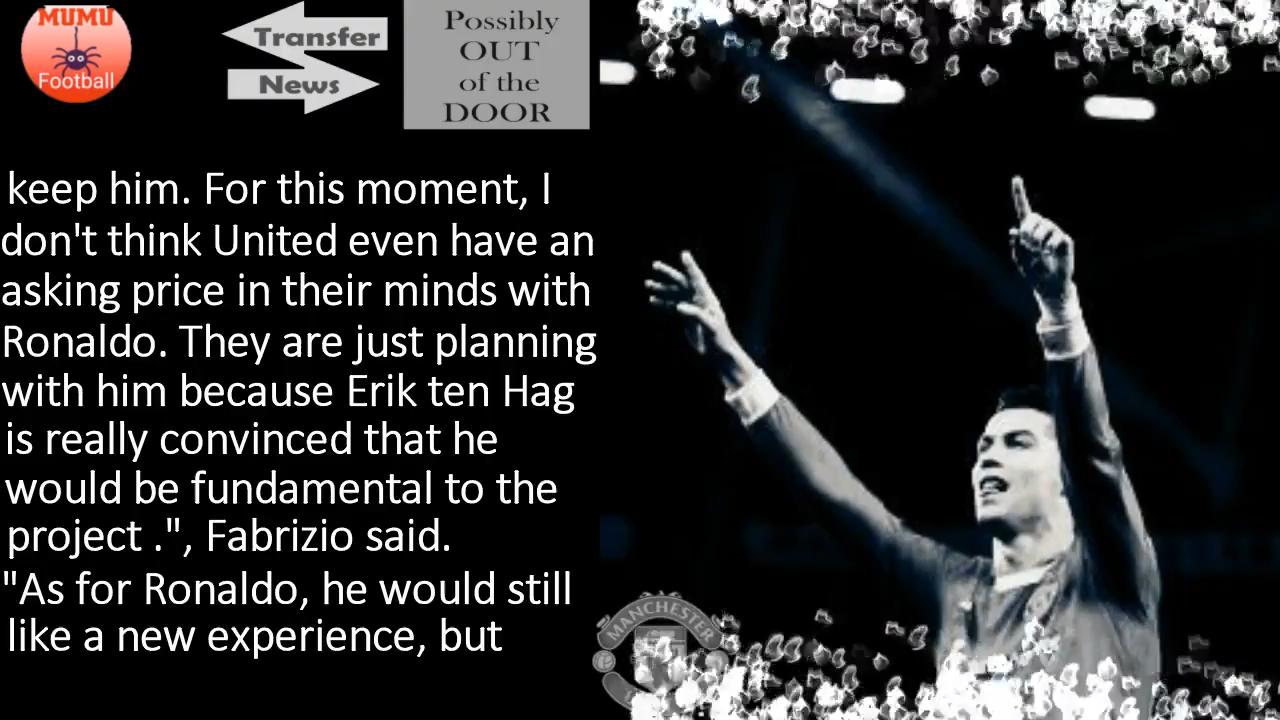 MUMU
Football
Transfer
News
Possibly
OUT
of the
DOOR
keep him. For this moment, I
don't think United even have an
asking price in their minds with
Ronaldo. They are just planning
with him because Erik ten Hag
is really convinced that he
would be fundamental to the
project .", Fabrizio said.
"As for Ronaldo, he would still
like a new experience, but
MANCHESTER